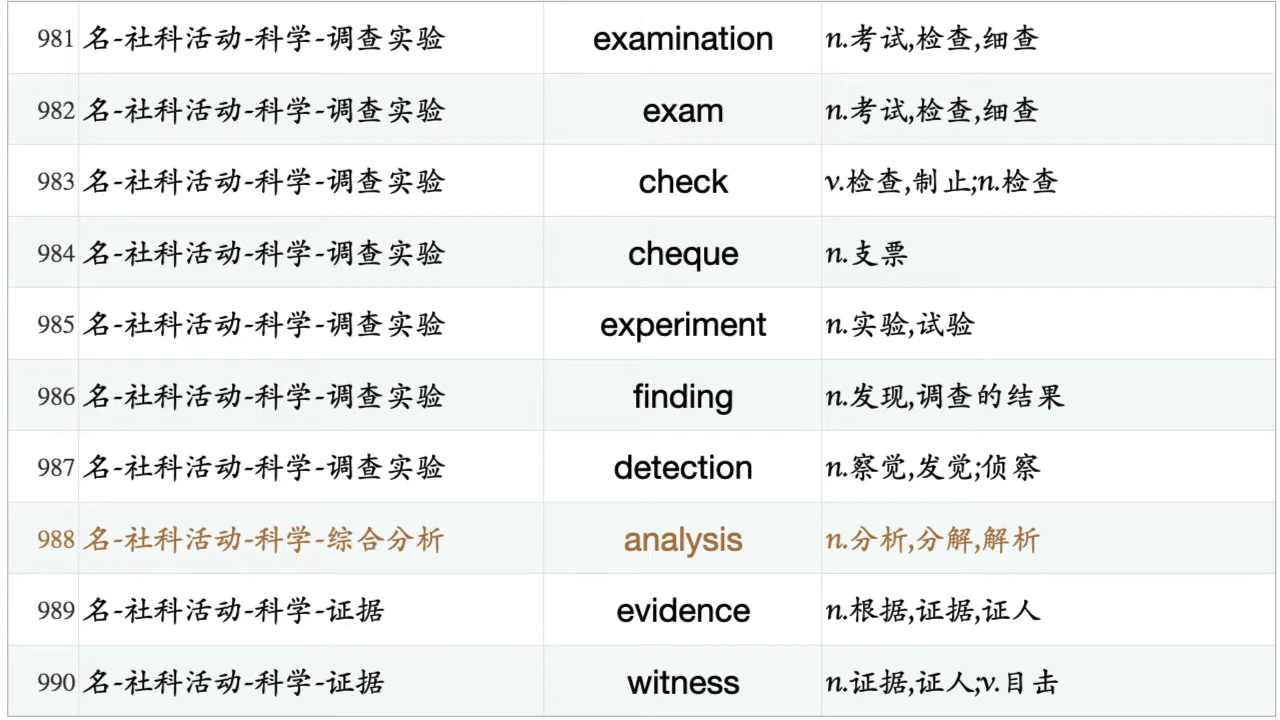 981 名-社科活动-科学-调查实验 examination n.考试,检查,细查
982 名-社科活动-科学-调查实验 exam n.考试,检查,细查
983 名-社科活动-科学-调查实验 check v.检查,制止;n.检查
984 名-社科活动-科学-调查实验 cheque n.支票
985 名-社科活动-科学-调查实验 experiment n.实验,试验
986 名-社科活动-科学-调查实验 finding n.发现,调查的结果
987 名-社科活动-科学-调查实验 detection n.察觉,发觉;侦察
988 名-社科活动-科学-综合分析 analysis n.分析,分解,解析
989 名-社科活动-科学-证据 evidence n.根据,证据,证人
990 名-社科活动-科学-证据 witness n.证据,证人;v.目击